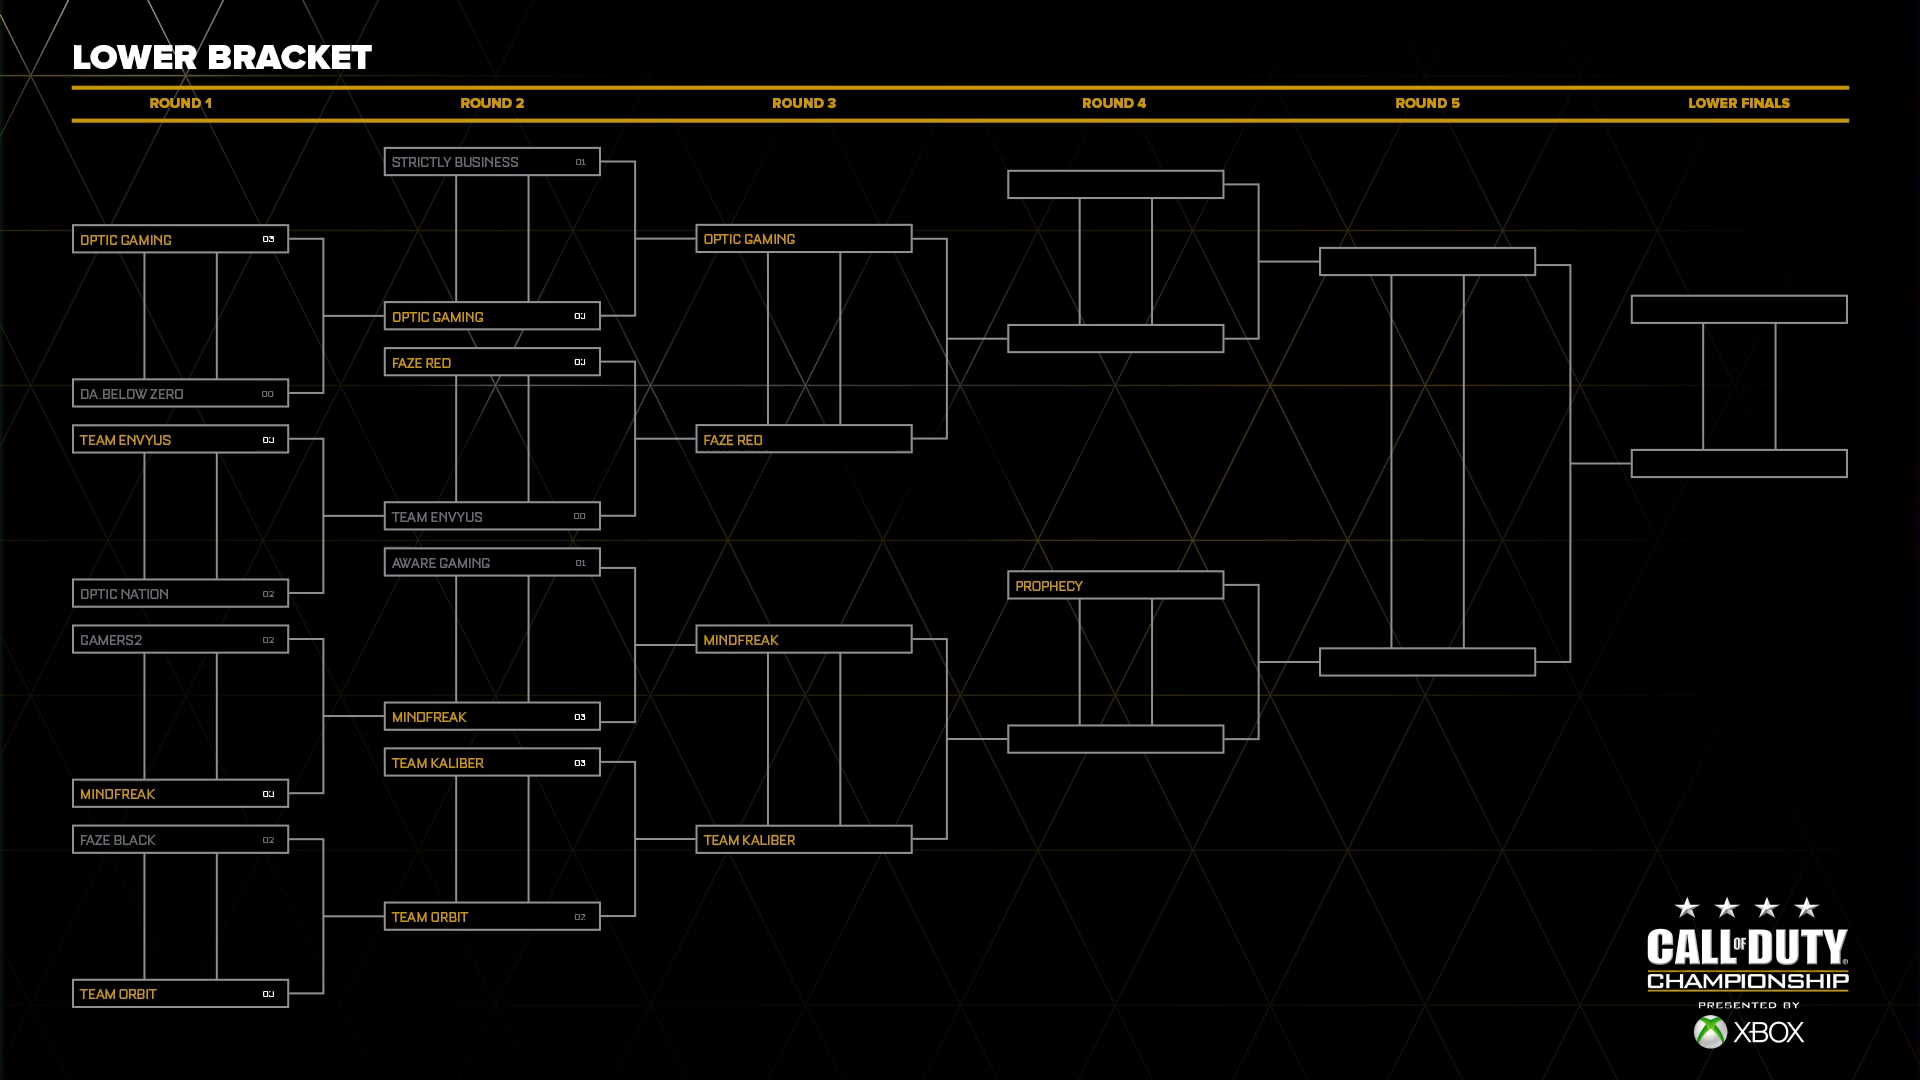 LOWER BRACKET
ROUND 1
ROUND 2
ROUND 3
ROUND 4
ROUND 5
LOWER FINALS
OPTIC GAMING 03
DA.BELOW ZERO 00
TEAM ENVYUS 03
OPTIC NATION 02
GAMERS2 02
MINDFREAK 03
FAZE BLACK 02
TEAM ORBIT 03
STRICTLY BUSINESS 01
OPTIC GAMING 03
FAZE RED 03
TEAM ENVYUS 00
AWARE GAMING 01
MINDFREAK 03
TEAM KALIBER 03
TEAM ORBIT 02
OPTIC GAMING
FAZE RED
MINDFREAK
TEAM KALIBER
PROPHECY
CALL OF DUTY
CHAMPIONSHIP
PRESENTED BY
XBOX